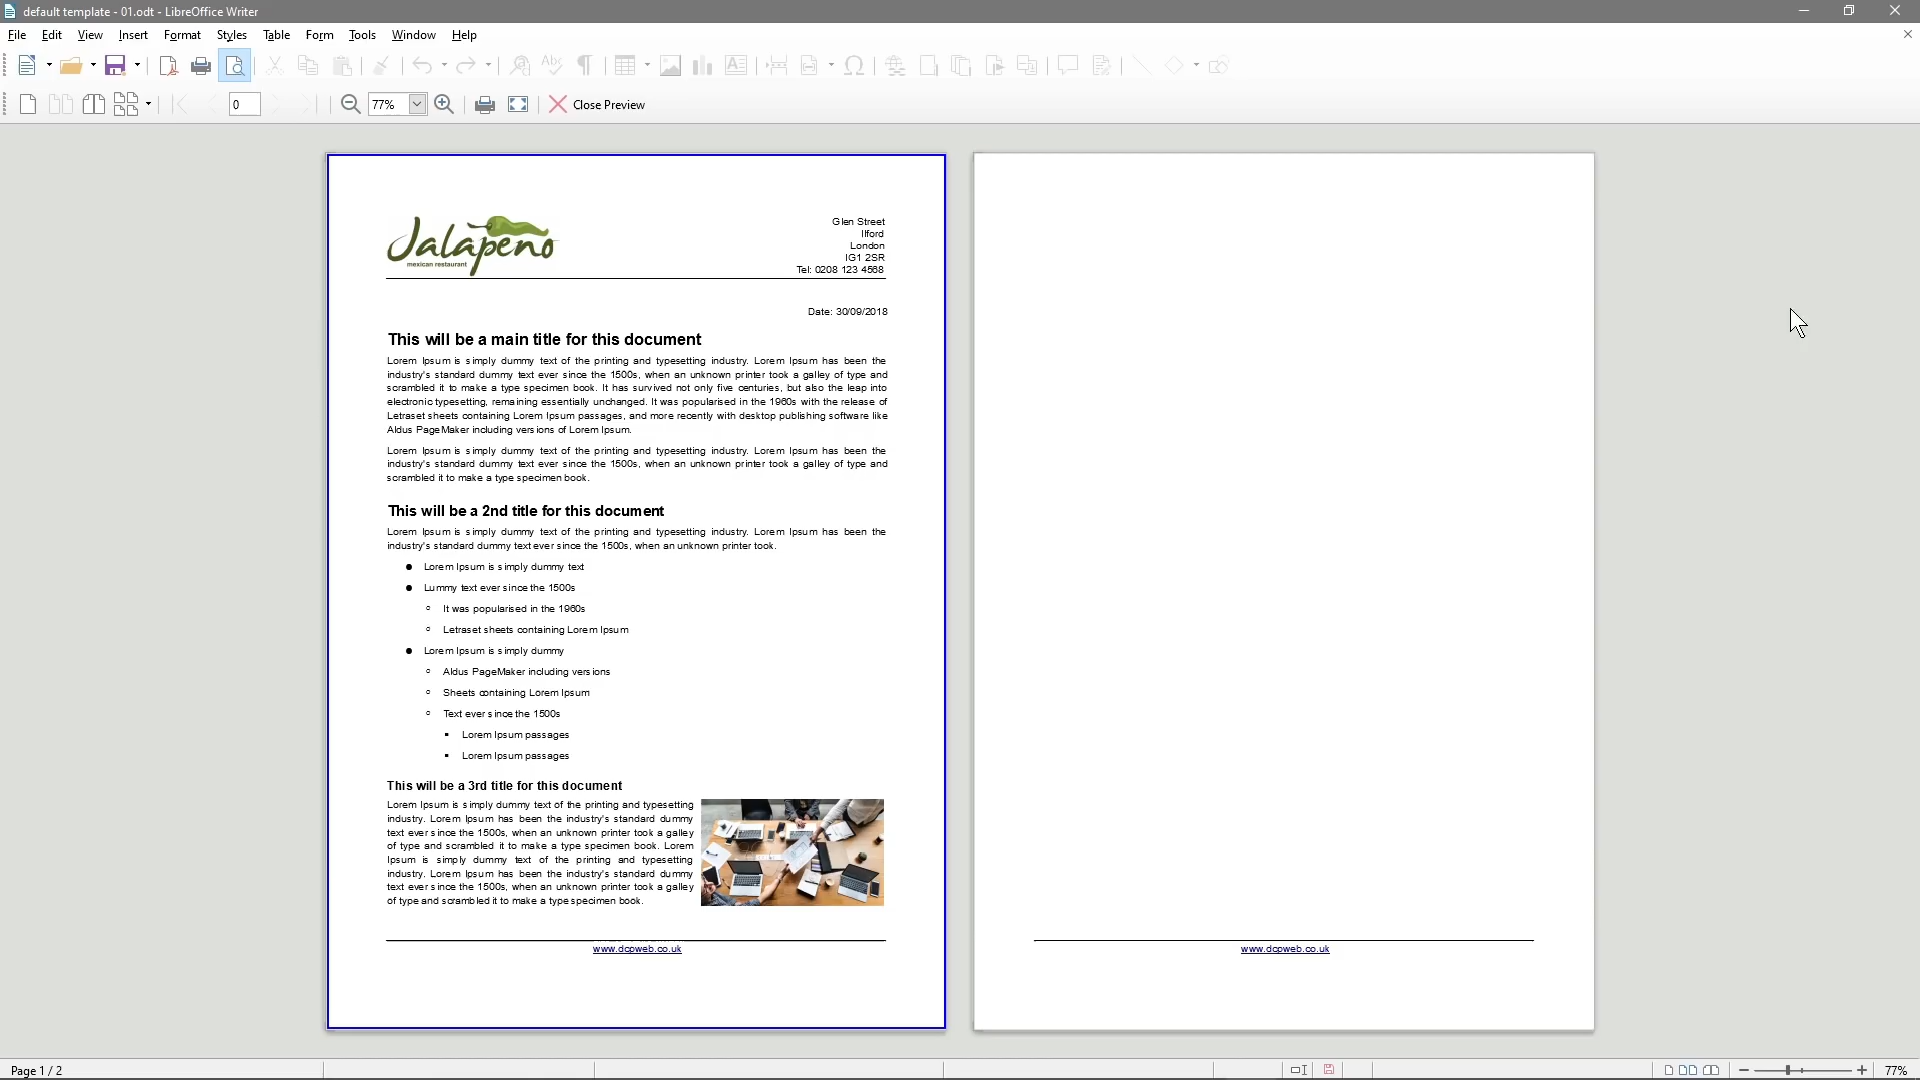 default template - 01.odt - LibreOffice Writer
File Edit View Insert Format Styles Table Form Tools Window Help
0
77%
Close Preview
Jalapeno
mexican restaurant
Glen Street
Ilford
London
IG1 2SR
Tel: 0208 123 4568
Date: 30/09/2018
This will be a main title for this document
Lorem Ipsum is simply dummy text of the printing and typesetting industry. Lorem Ipsum has been the
industry's standard dummy text ever since the 1500s, when an unknown printer took a galley of type and
scrambled it to make a type specimen book. It has survived not only five centuries, but also the leap into
electronic typesetting, remaining essentially unchanged. It was popularised in the 1960s with the release of
Letraset sheets containing Lorem Ipsum passages, and more recently with desktop publishing software like
Aldus PageMaker including versions of Lorem Ipsum.
Lorem Ipsum is simply dummy text of the printing and typesetting industry. Lorem Ipsum has been the
industry's standard dummy text ever since the 1500s, when an unknown printer took a galley of type and
scrambled it to make a type specimen book.
This will be a 2nd title for this document
Lorem Ipsum is simply dummy text of the printing and typesetting industry. Lorem Ipsum has been the
industry's standard dummy text ever since the 1500s, when an unknown printer took.
Lorem Ipsum is simply dummy text
Lummy text ever since the 1500s
It was popularised in the 1960s
Letraset sheets containing Lorem Ipsum
Lorem Ipsum is simply dummy
Aldus PageMaker including versions
Sheets containing Lorem Ipsum
Text ever since the 1500s
Lorem Ipsum passages
Lorem Ipsum passages
This will be a 3rd title for this document
Lorem Ipsum is simply dummy text of the printing and typesetting
industry. Lorem Ipsum has been the industry's standard dummy
text ever since the 1500s, when an unknown printer took a galley
of type and scrambled it to make a type specimen book. Lorem
Ipsum is simply dummy text of the printing and typesetting
industry. Lorem Ipsum has been the industry's standard dummy
text ever since the 1500s, when an unknown printer took a galley
of type and scrambled it to make a type specimen book.
www.dcpweb.co.uk
www.dcpweb.co.uk
Page 1 / 2
77%